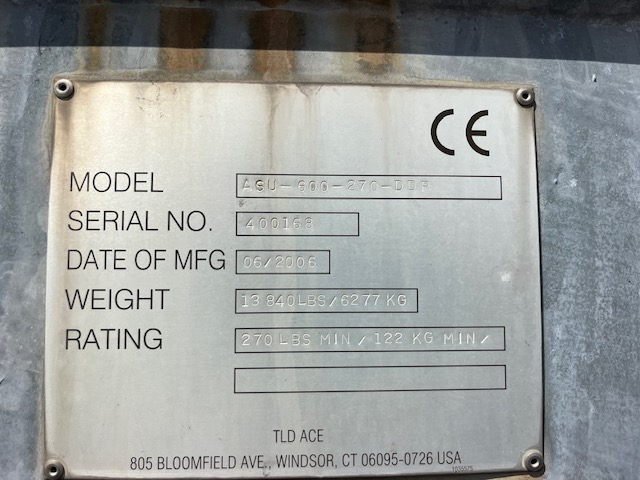 CE
MODEL ASU-600-270-DDF
SERIAL NO. 400168
DATE OF MFG 06/2006
WEIGHT 13 840LBS/6277 KG
RATING 270 LBS MIN / 122 KG MIN /
TLD ACE
805 BLOOMFIELD AVE., WINDSOR, CT 06095-0726 USA
1035575